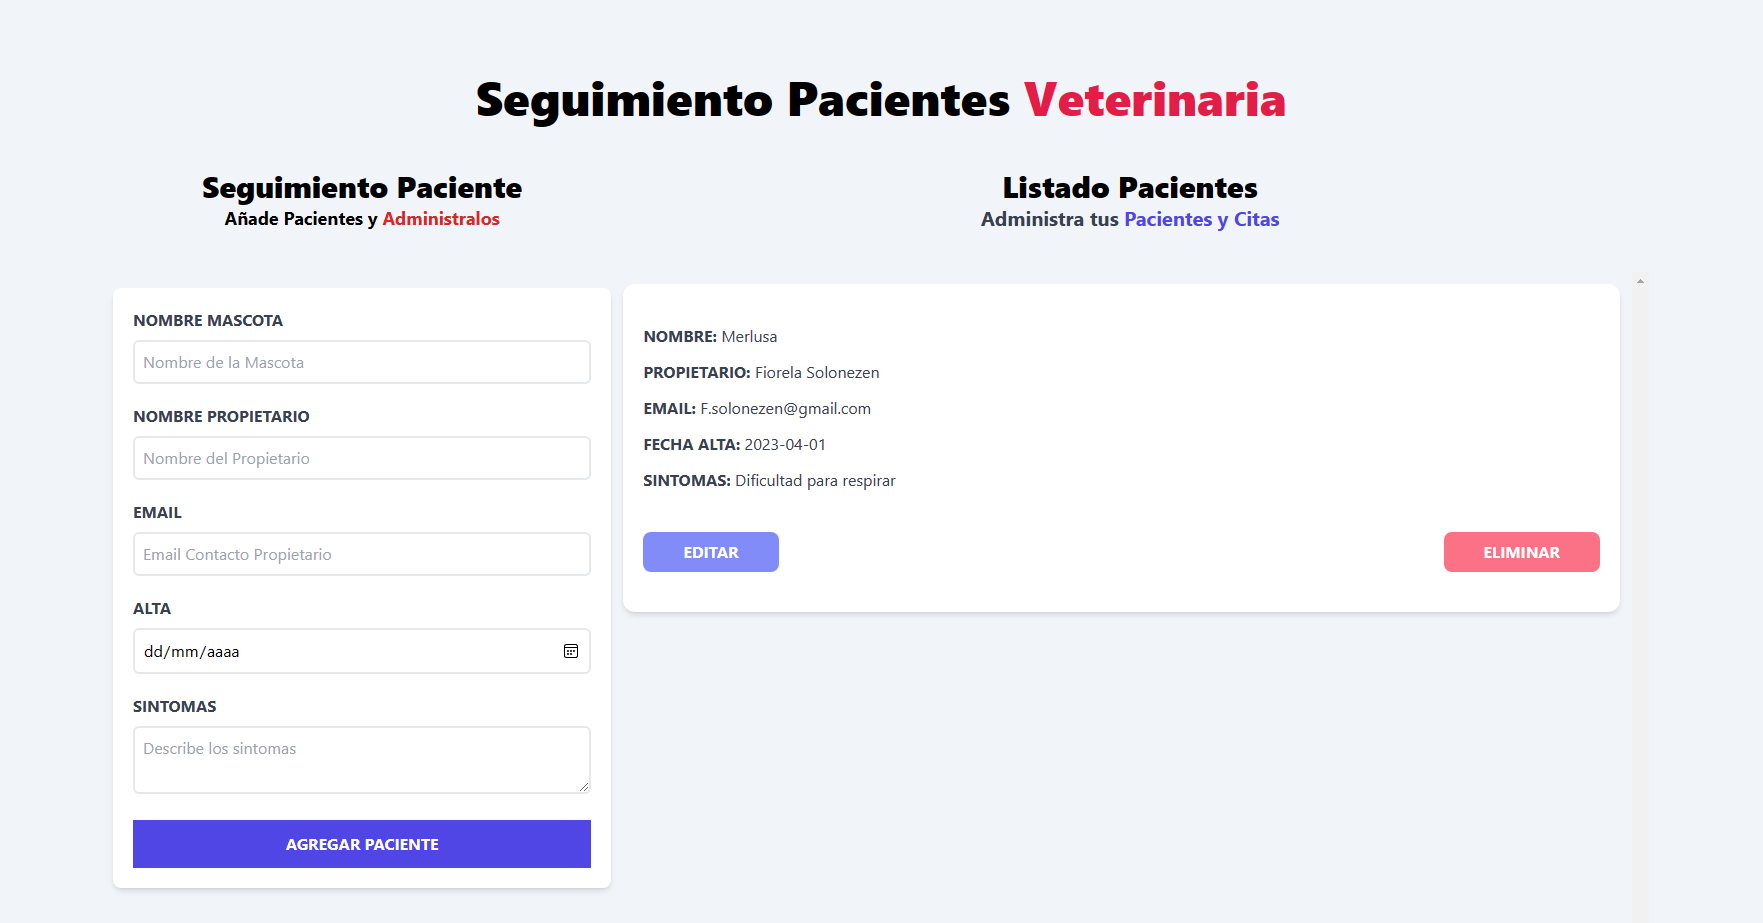 Seguimiento Pacientes Veterinaria
Seguimiento Paciente
Añade Pacientes y Administralos
NOMBRE MASCOTA
Nombre de la Mascota
NOMBRE PROPIETARIO
Nombre del Propietario
EMAIL
Email Contacto Propietario
ALTA
dd/mm/aaaa
SINTOMAS
Describe los sintomas
AGREGAR PACIENTE
Listado Pacientes
Administra tus Pacientes y Citas
NOMBRE: Merlusa
PROPIETARIO: Fiorela Solonezen
EMAIL: F.solonezen@gmail.com
FECHA ALTA: 2023-04-01
SINTOMAS: Dificultad para respirar
EDITAR
ELIMINAR